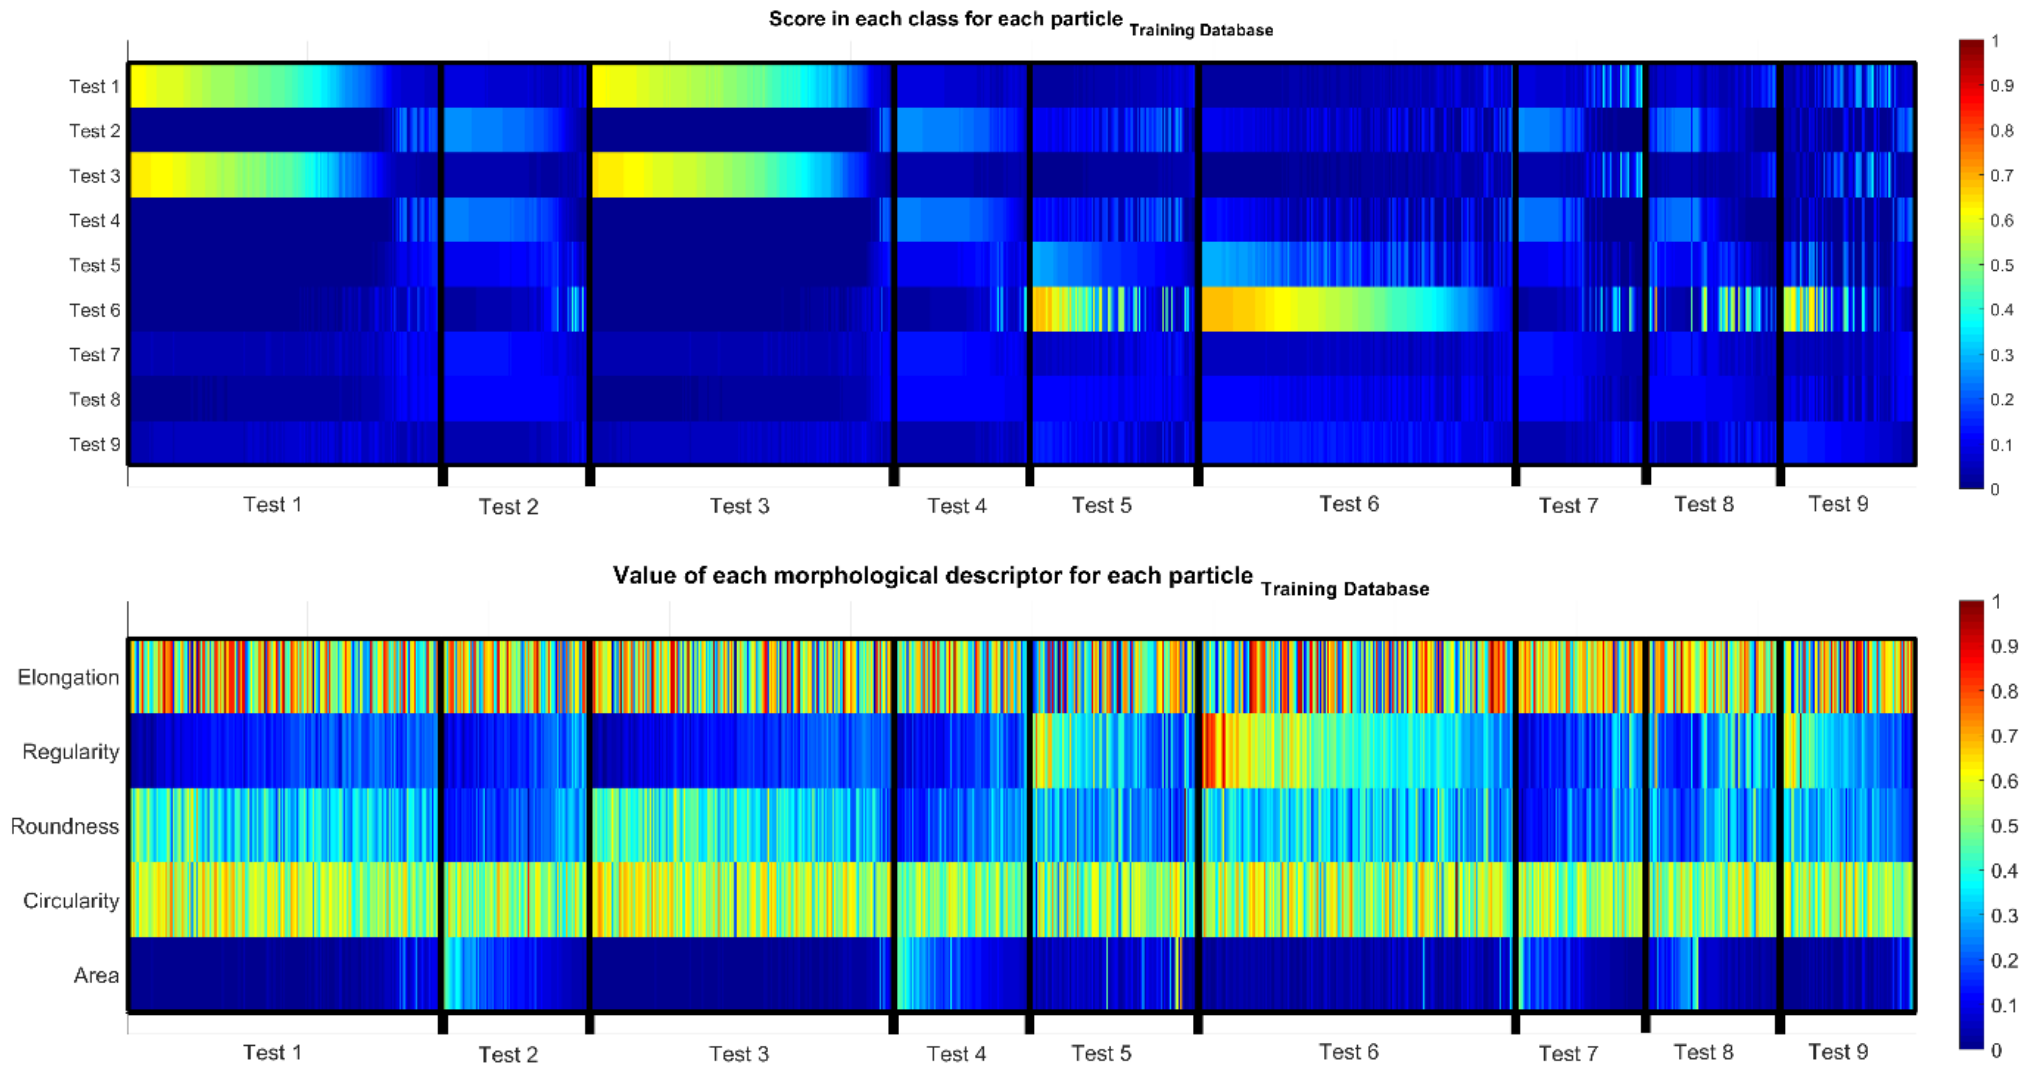 Score in each class for each particle Training Database
Test 1
Test 2
Test 3
Test 4
Test 5
Test 6
Test 7
Test 8
Test 9
Test 1 Test 2 Test 3 Test 4 Test 5 Test 6 Test 7 Test 8 Test 9
1
0.9
0.8
0.7
0.6
0.5
0.4
0.3
0.2
0.1
0
Value of each morphological descriptor for each particle Training Database
Elongation
Regularity
Roundness
Circularity
Area
Test 1 Test 2 Test 3 Test 4 Test 5 Test 6 Test 7 Test 8 Test 9
1
0.9
0.8
0.7
0.6
0.5
0.4
0.3
0.2
0.1
0